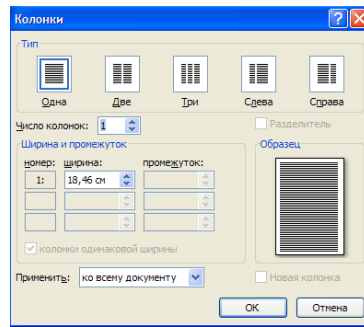 Колонки
Тип
Одна Две Три Слева Справа
Число колонок: 1 Разделитель
Ширина и промежуток Образец
номер: ширина: промежуток:
1: 18,46 см
колонки одинаковой ширины
Применить: ко всему документу Новая колонка
ОК Отмена